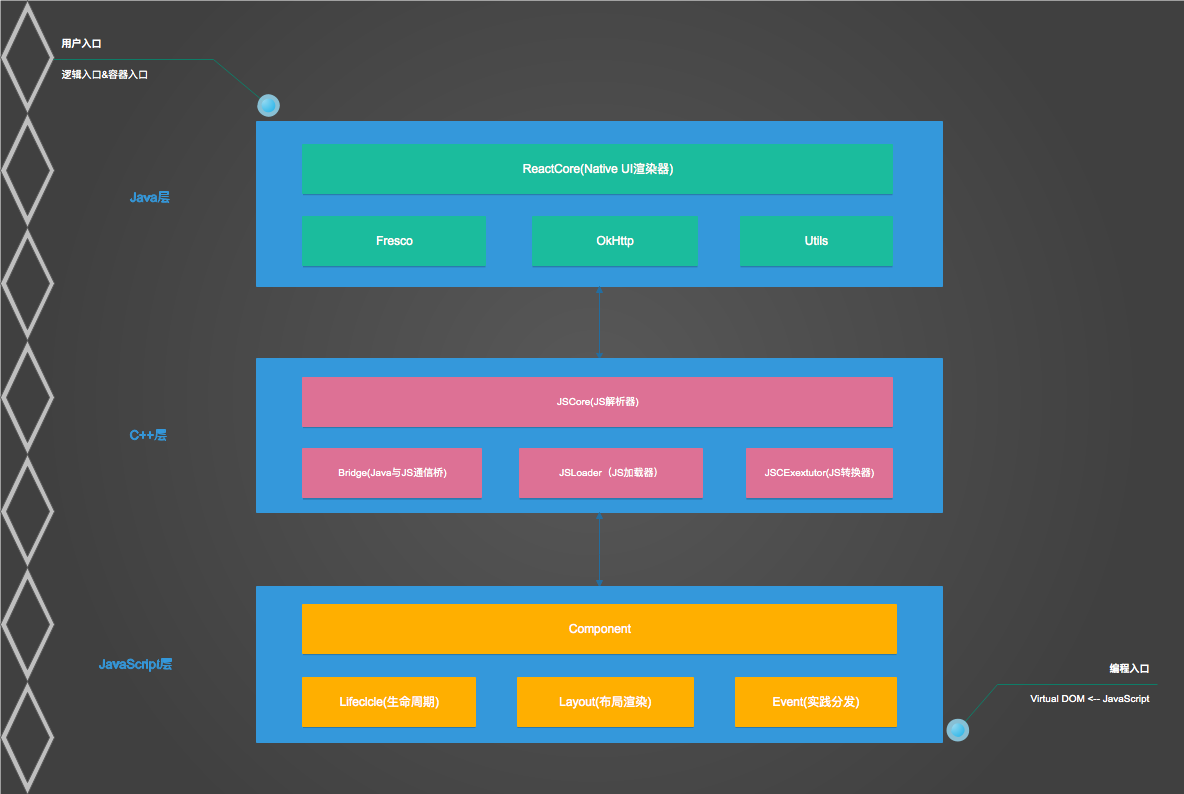 用户入口
逻辑入口&容器入口
Java层
ReactCore(Native UI渲染器)
Fresco
OkHttp
Utils
C++层
JSCore(JS解析器)
Bridge(Java与JS通信桥)
JSLoader（JS加载器）
JSCExextutor(JS转换器)
JavaScript层
Component
Lifecicle(生命周期)
Layout(布局渲染)
Event(实践分发)
编程入口
Virtual DOM <-- JavaScript